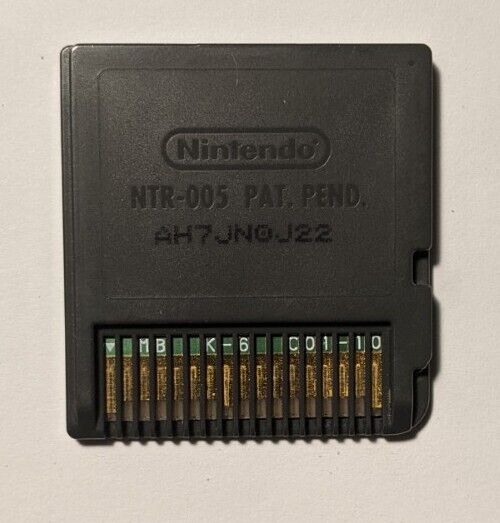 Nintendo
NTR-005 PAT. PEND.
AH7JN0J22
▼ MB K-6 C01-10